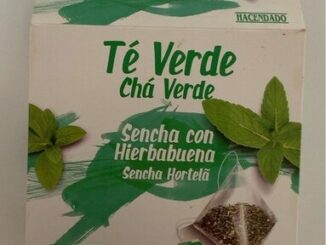 HACENDADO
Té Verde
Chá Verde
Sencha con
Hierbabuena
Sencha Hortelã